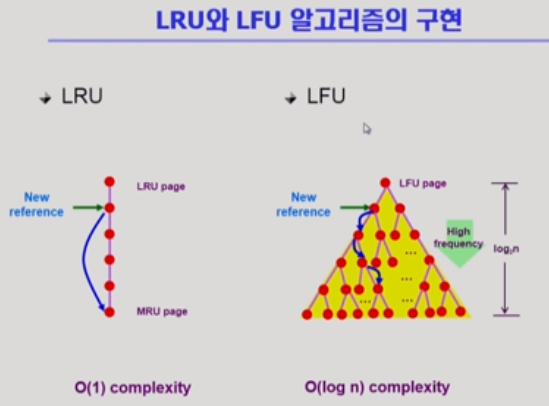 LRU와 LFU 알고리즘의 구현
LRU
LRU page
New
reference
MRU page
O(1) complexity
LFU
LFU page
New
reference
High
frequency
log₂n
...
...
...
...
O(log n) complexity